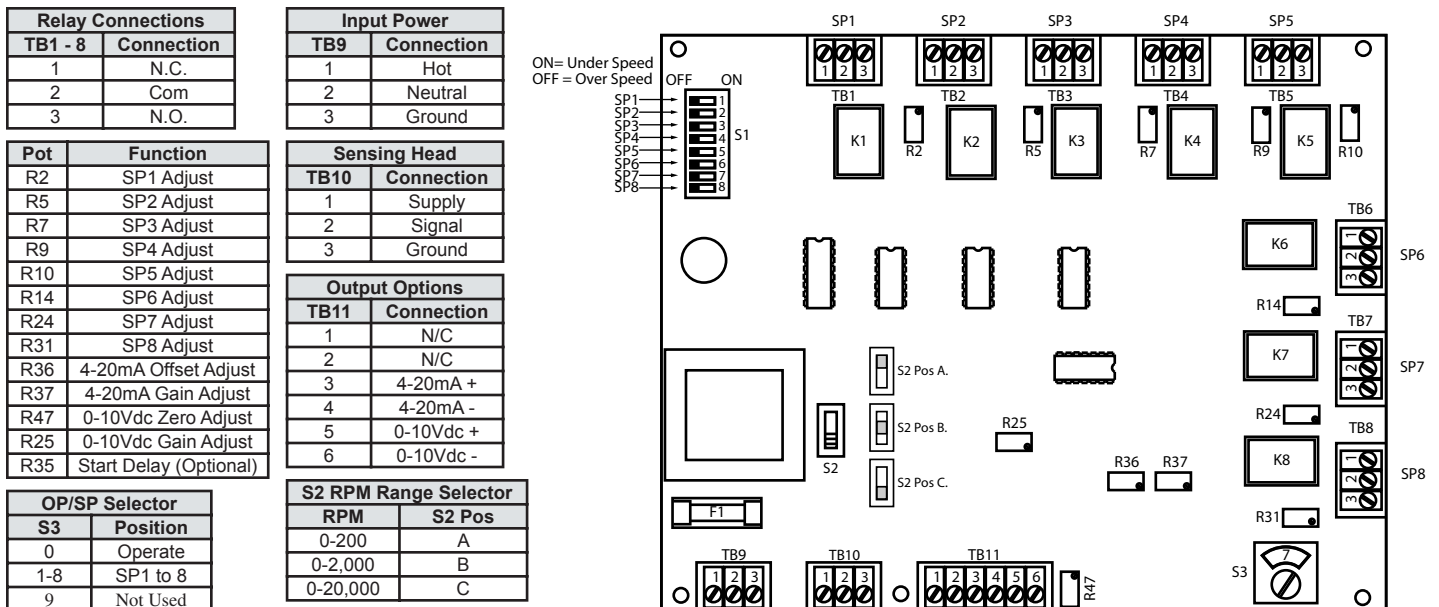 Relay Connections
TB1 - 8 Connection
1 N.C.
2 Com
3 N.O.
Pot Function
R2 SP1 Adjust
R5 SP2 Adjust
R7 SP3 Adjust
R9 SP4 Adjust
R10 SP5 Adjust
R14 SP6 Adjust
R24 SP7 Adjust
R31 SP8 Adjust
R36 4-20mA Offset Adjust
R37 4-20mA Gain Adjust
R47 0-10Vdc Zero Adjust
R25 0-10Vdc Gain Adjust
R35 Start Delay (Optional)
OP/SP Selector
S3 Position
0 Operate
1-8 SP1 to 8
9 Not Used
Input Power
TB9 Connection
1 Hot
2 Neutral
3 Ground
Sensing Head
TB10 Connection
1 Supply
2 Signal
3 Ground
Output Options
TB11 Connection
1 N/C
2 N/C
3 4-20mA +
4 4-20mA -
5 0-10Vdc +
6 0-10Vdc -
S2 RPM Range Selector
RPM S2 Pos
0-200 A
0-2,000 B
0-20,000 C
SP1 SP2 SP3 SP4 SP5
1 2 3 1 2 3 1 2 3 1 2 3 1 2 3
TB1 TB2 TB3 TB4 TB5
ON= Under Speed
OFF = Over Speed OFF ON
SP1 1
SP2 2
SP3 3
SP4 4
SP5 5
SP6 6
SP7 7
SP8 8
S1
K1 R2 K2 R5 K3 R7 K4 R9 K5 R10
TB6
K6 1 2 3 SP6
R14
TB7
K7 1 2 3 SP7
R24
TB8
K8 1 2 3 SP8
R31
S2 Pos A.
S2 Pos B.
S2 Pos C.
S2
R25
R36 R37
F1
TB9 TB10 TB11
1 2 3 1 2 3 1 2 3 4 5 6
R47
S3 7